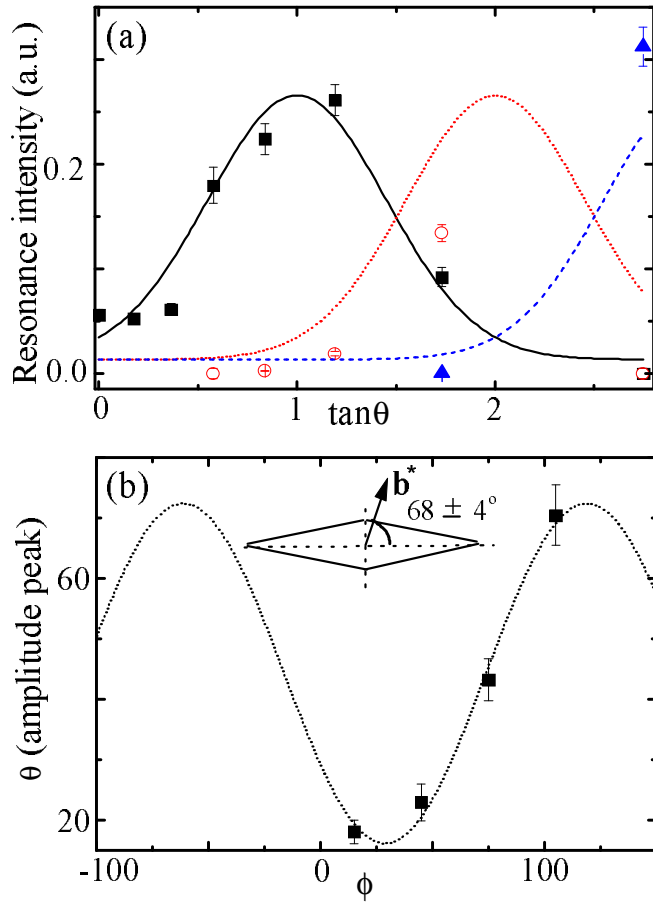 (a)
Resonance intensity (a.u.)
0.2
0.0
0 1 2
tanθ
(b)
b*
68 ± 4°
θ (amplitude peak)
60
20
-100 0 100
ϕ